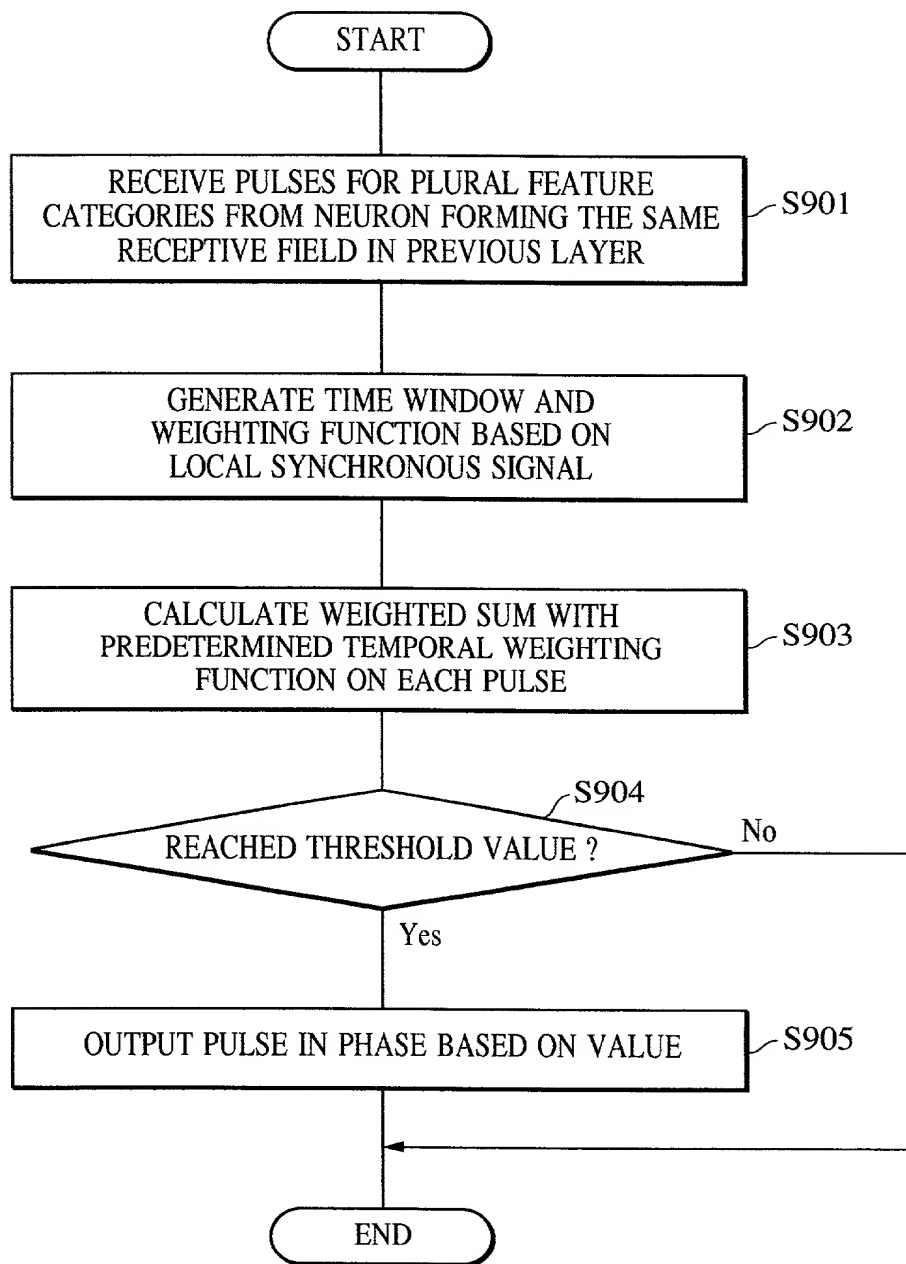 START
RECEIVE PULSES FOR PLURAL FEATURE
CATEGORIES FROM NEURON FORMING THE SAME
RECEPTIVE FIELD IN PREVIOUS LAYER
S901
GENERATE TIME WINDOW AND
WEIGHTING FUNCTION BASED ON
LOCAL SYNCHRONOUS SIGNAL
S902
CALCULATE WEIGHTED SUM WITH
PREDETERMINED TEMPORAL WEIGHTING
FUNCTION ON EACH PULSE
S903
S904
REACHED THRESHOLD VALUE ?
No
Yes
OUTPUT PULSE IN PHASE BASED ON VALUE
S905
END